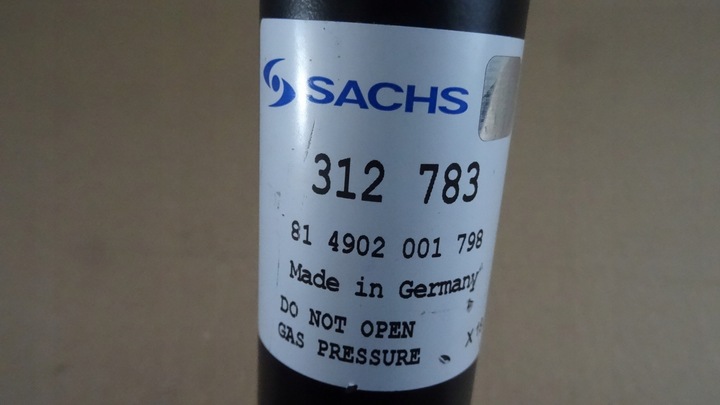 SACHS
312 783
81 4902 001 798
Made in Germany
DO NOT OPEN
GAS PRESSURE
X